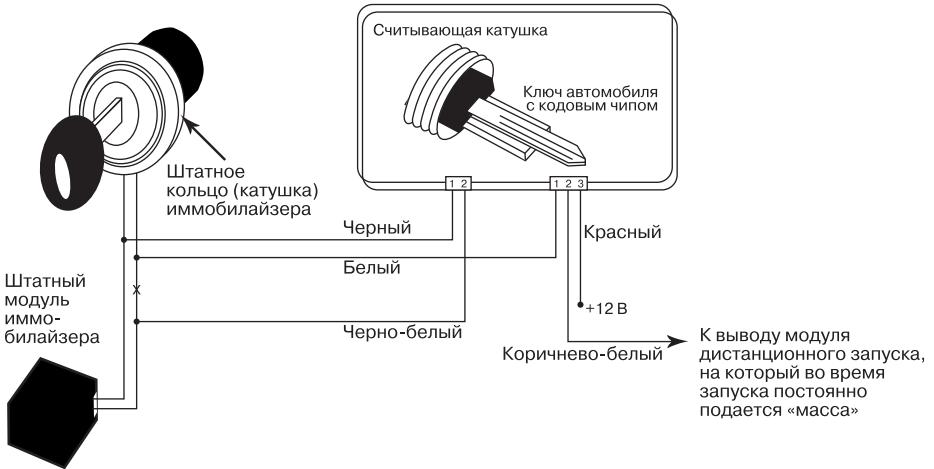 Считывающая катушка
Ключ автомобиля
с кодовым чипом
Штатное
кольцо (катушка)
иммобилайзера
1 2
1 2 3
Черный
Красный
Белый
Штатный
модуль
иммо-
билайзера
x
+12 В
Черно-белый
Коричнево-белый
К выводу модуля
дистанционного запуска,
на который во время
запуска постоянно
подается «масса»